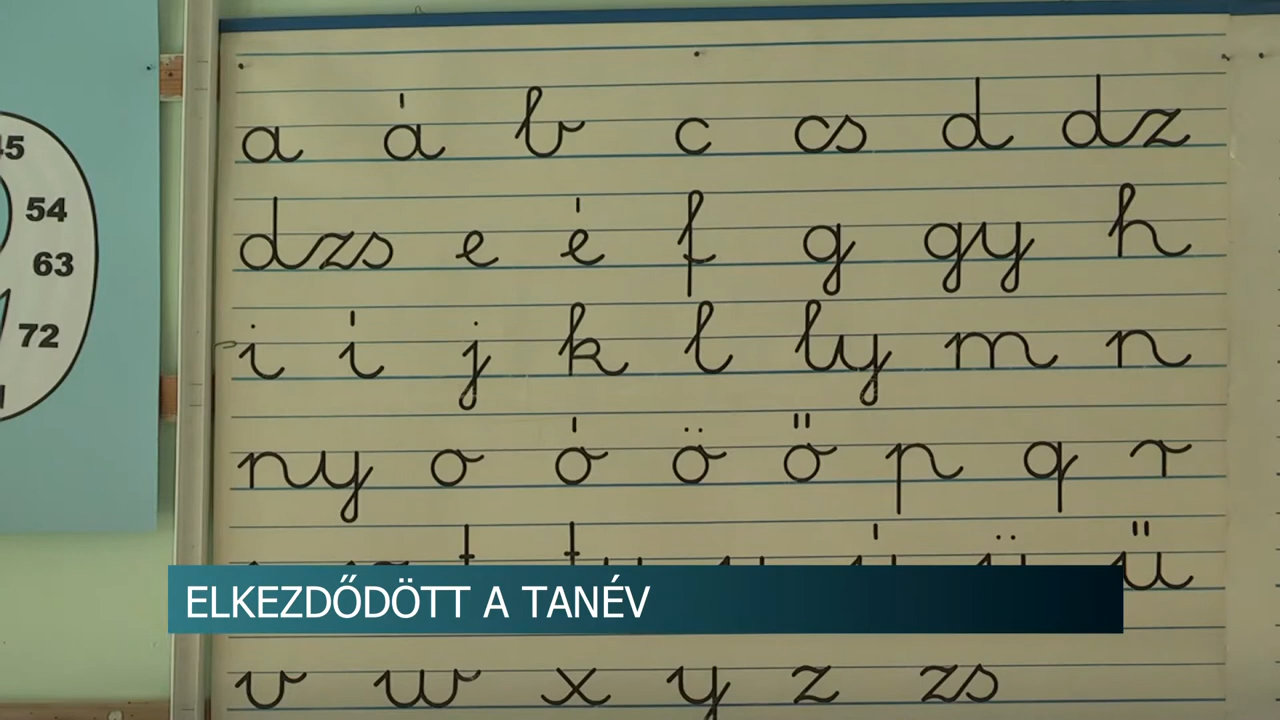 45
54
63
72
a á b c cs d dz
dzs e é f g gy h
i í j k l ly m n
ny o ó ö ő p q r
ű
ELKEZDŐDÖTT A TANÉV
v w x y z zs